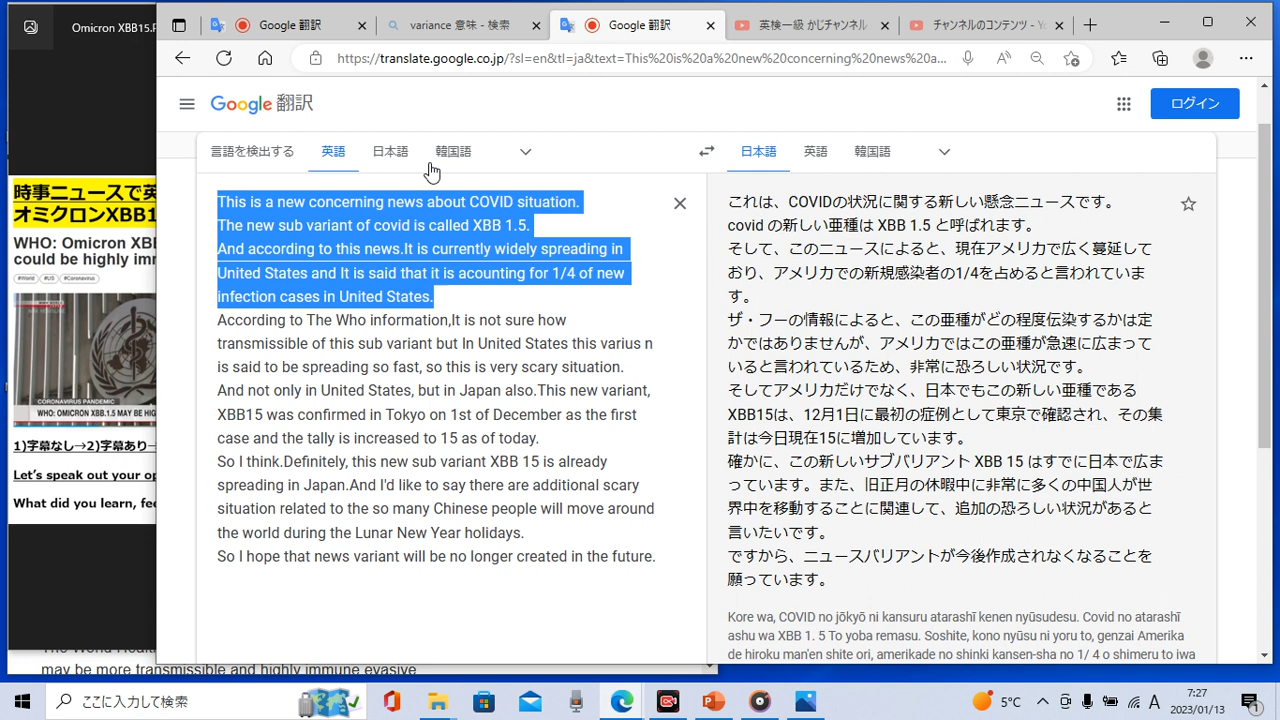 Omicron XBB15.P
Google 翻訳
variance 意味 - 検索
Google 翻訳
英検一級 かじチャンネル
チャンネルのコンテンツ - Yo
https://translate.google.co.jp/?sl=en&tl=ja&text=This%20is%20a%20new%20concerning%20news%20a...
Google 翻訳
ログイン
言語を検出する 英語 日本語 韓国語
日本語 英語 韓国語
This is a new concerning news about COVID situation.
The new sub variant of covid is called XBB 1.5.
And according to this news.It is currently widely spreading in
United States and It is said that it is acounting for 1/4 of new
infection cases in United States.
According to The Who information,It is not sure how
transmissible of this sub variant but In United States this varius n
is said to be spreading so fast, so this is very scary situation.
And not only in United States, but in Japan also.This new variant,
XBB15 was confirmed in Tokyo on 1st of December as the first
case and the tally is increased to 15 as of today.
So I think.Definitely, this new sub variant XBB 15 is already
spreading in Japan.And I'd like to say there are additional scary
situation related to the so many Chinese people will move around
the world during the Lunar New Year holidays.
So I hope that news variant will be no longer created in the future.
これは、COVIDの状況に関する新しい懸念ニュースです。
covid の新しい亜種は XBB 1.5 と呼ばれます。
そして、このニュースによると、現在アメリカで広く蔓延して
おり、アメリカでの新規感染者の1/4を占めると言われていま
す。
ザ・フーの情報によると、この亜種がどの程度伝染するかは定
かではありませんが、アメリカではこの亜種が急速に広まって
いると言われているため、非常に恐ろしい状況です。
そしてアメリカだけでなく、日本でもこの新しい亜種である
XBB15は、12月1日に最初の症例として東京で確認され、その集
計は今日現在15に増加しています。
確かに、この新しいサブバリアント XBB 15 はすでに日本で広ま
っています。また、旧正月の休暇中に非常に多くの中国人が世
界中を移動することに関連して、追加の恐ろしい状況があると
言いたいです。
ですから、ニュースバリアントが今後作成されなくなることを
願っています。
Kore wa, COVID no jōkyō ni kansuru atarashī kenen nyūsudesu. Covid no atarashī
ashu wa XBB 1. 5 To yoba remasu. Soshite, kono nyūsu ni yoru to, genzai Amerika
de hiroku man'en shite ori, amerikade no shinki kansen-sha no 1/ 4 o shimeru to iwa
時事ニュースで英
オミクロンXBB1
WHO: Omicron XBB
could be highly imm
#World #US #Coronavirus
CORONAVIRUS PANDEMIC
WHO: OMICRON XBB.1.5 MAY BE HIG
1)字幕なし→2)字幕あり→
Let's speak out your op
What did you learn, fee
may be more transmissible and highly immune evasive
ここに入力して検索
5°C
A
7:27
2023/01/13
1